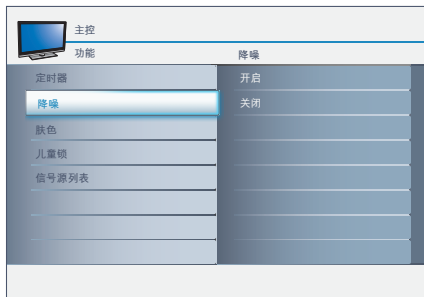 主控
功能 降噪
定时器 开启
降噪 关闭
肤色
儿童锁
信号源列表